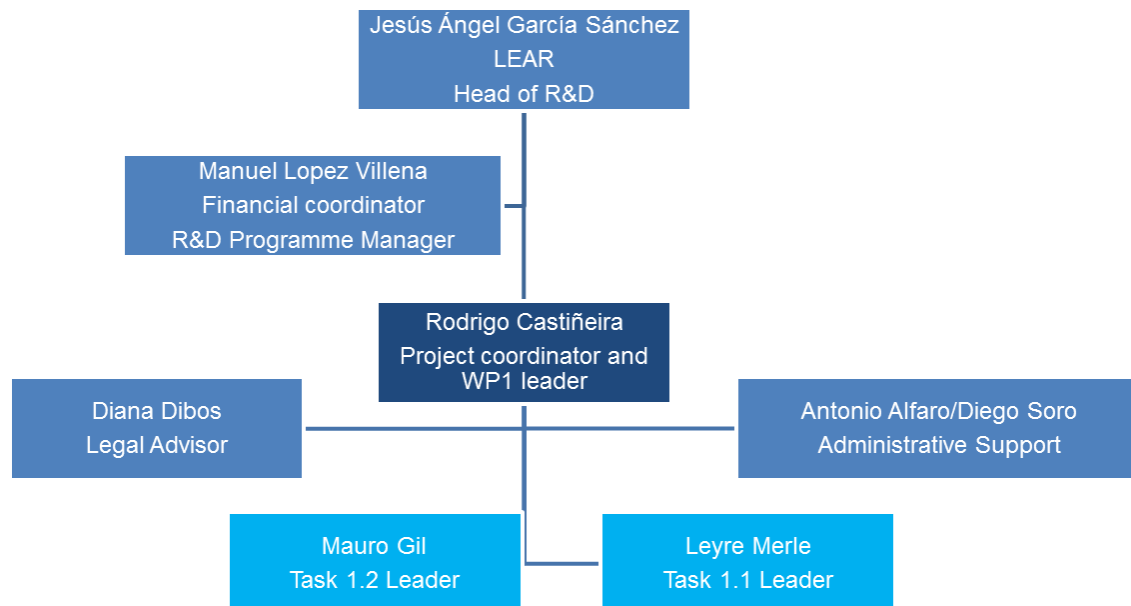 Jesús Ángel García Sánchez
LEAR
Head of R&D
Manuel Lopez Villena
Financial coordinator
R&D Programme Manager
Rodrigo Castiñeira
Project coordinator and
WP1 leader
Diana Dibos
Legal Advisor
Antonio Alfaro/Diego Soro
Administrative Support
Mauro Gil
Task 1.2 Leader
Leyre Merle
Task 1.1 Leader